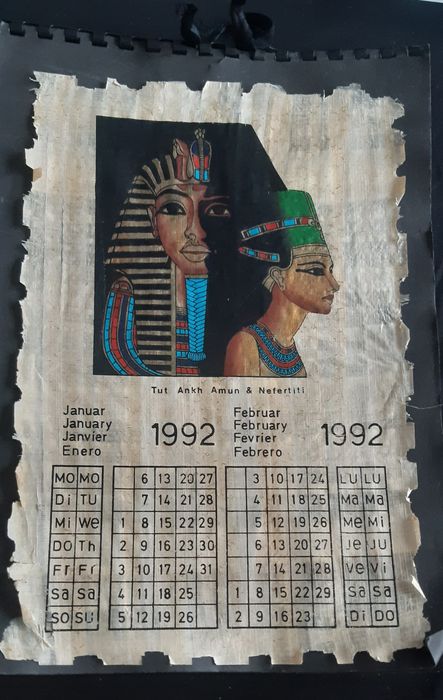 Tut Ankh Amun & Nefertiti
Januar
January
Janvier
Enero
1992
Februar
February
Février
Febrero
1992
MO MO 6 13 20 27 3 10 17 24 LU LU
Di TU 7 14 21 28 4 11 18 25 Ma Ma
Mi We 1 8 15 22 29 5 12 19 26 Me Mi
DO Th 2 9 16 23 30 6 13 20 27 Je JU
Fr Fr 3 10 17 24 31 7 14 21 28 Ve Vi
Sa Sa 4 11 18 25 1 8 15 22 29 Sa Sa
SO SU 5 12 19 26 2 9 16 23 Di DO